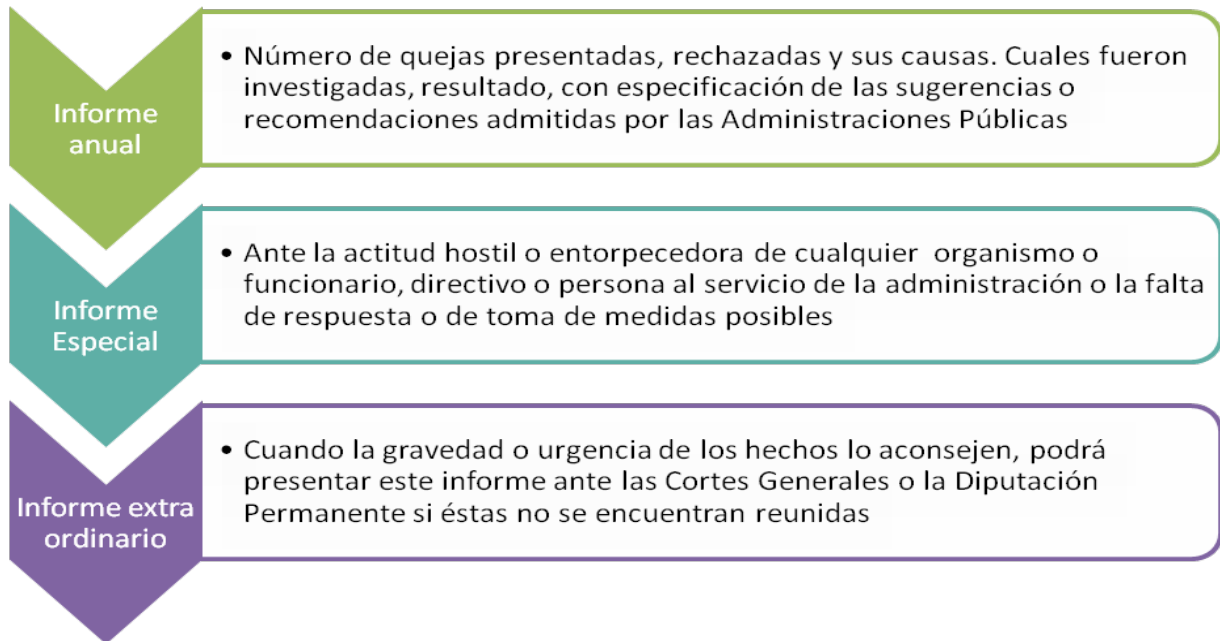 Informe
anual
• Número de quejas presentadas, rechazadas y sus causas. Cuales fueron
investigadas, resultado, con especificación de las sugerencias o
recomendaciones admitidas por las Administraciones Públicas
Informe
Especial
• Ante la actitud hostil o entorpecedora de cualquier organismo o
funcionario, directivo o persona al servicio de la administración o la falta
de respuesta o de toma de medidas posibles
Informe extra
ordinario
• Cuando la gravedad o urgencia de los hechos lo aconsejen, podrá
presentar este informe ante las Cortes Generales o la Diputación
Permanente si éstas no se encuentran reunidas